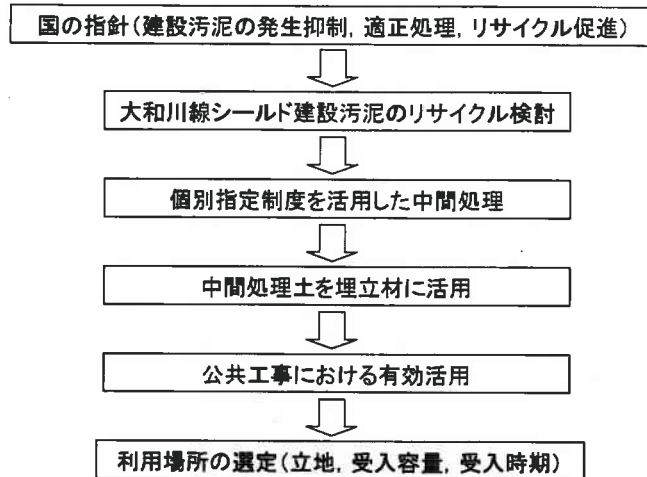 国の指針(建設汚泥の発生抑制, 適正処理, リサイクル促進)
大和川線シールド建設汚泥のリサイクル検討
個別指定制度を活用した中間処理
中間処理土を埋立材に活用
公共工事における有効活用
利用場所の選定(立地, 受入容量, 受入時期)